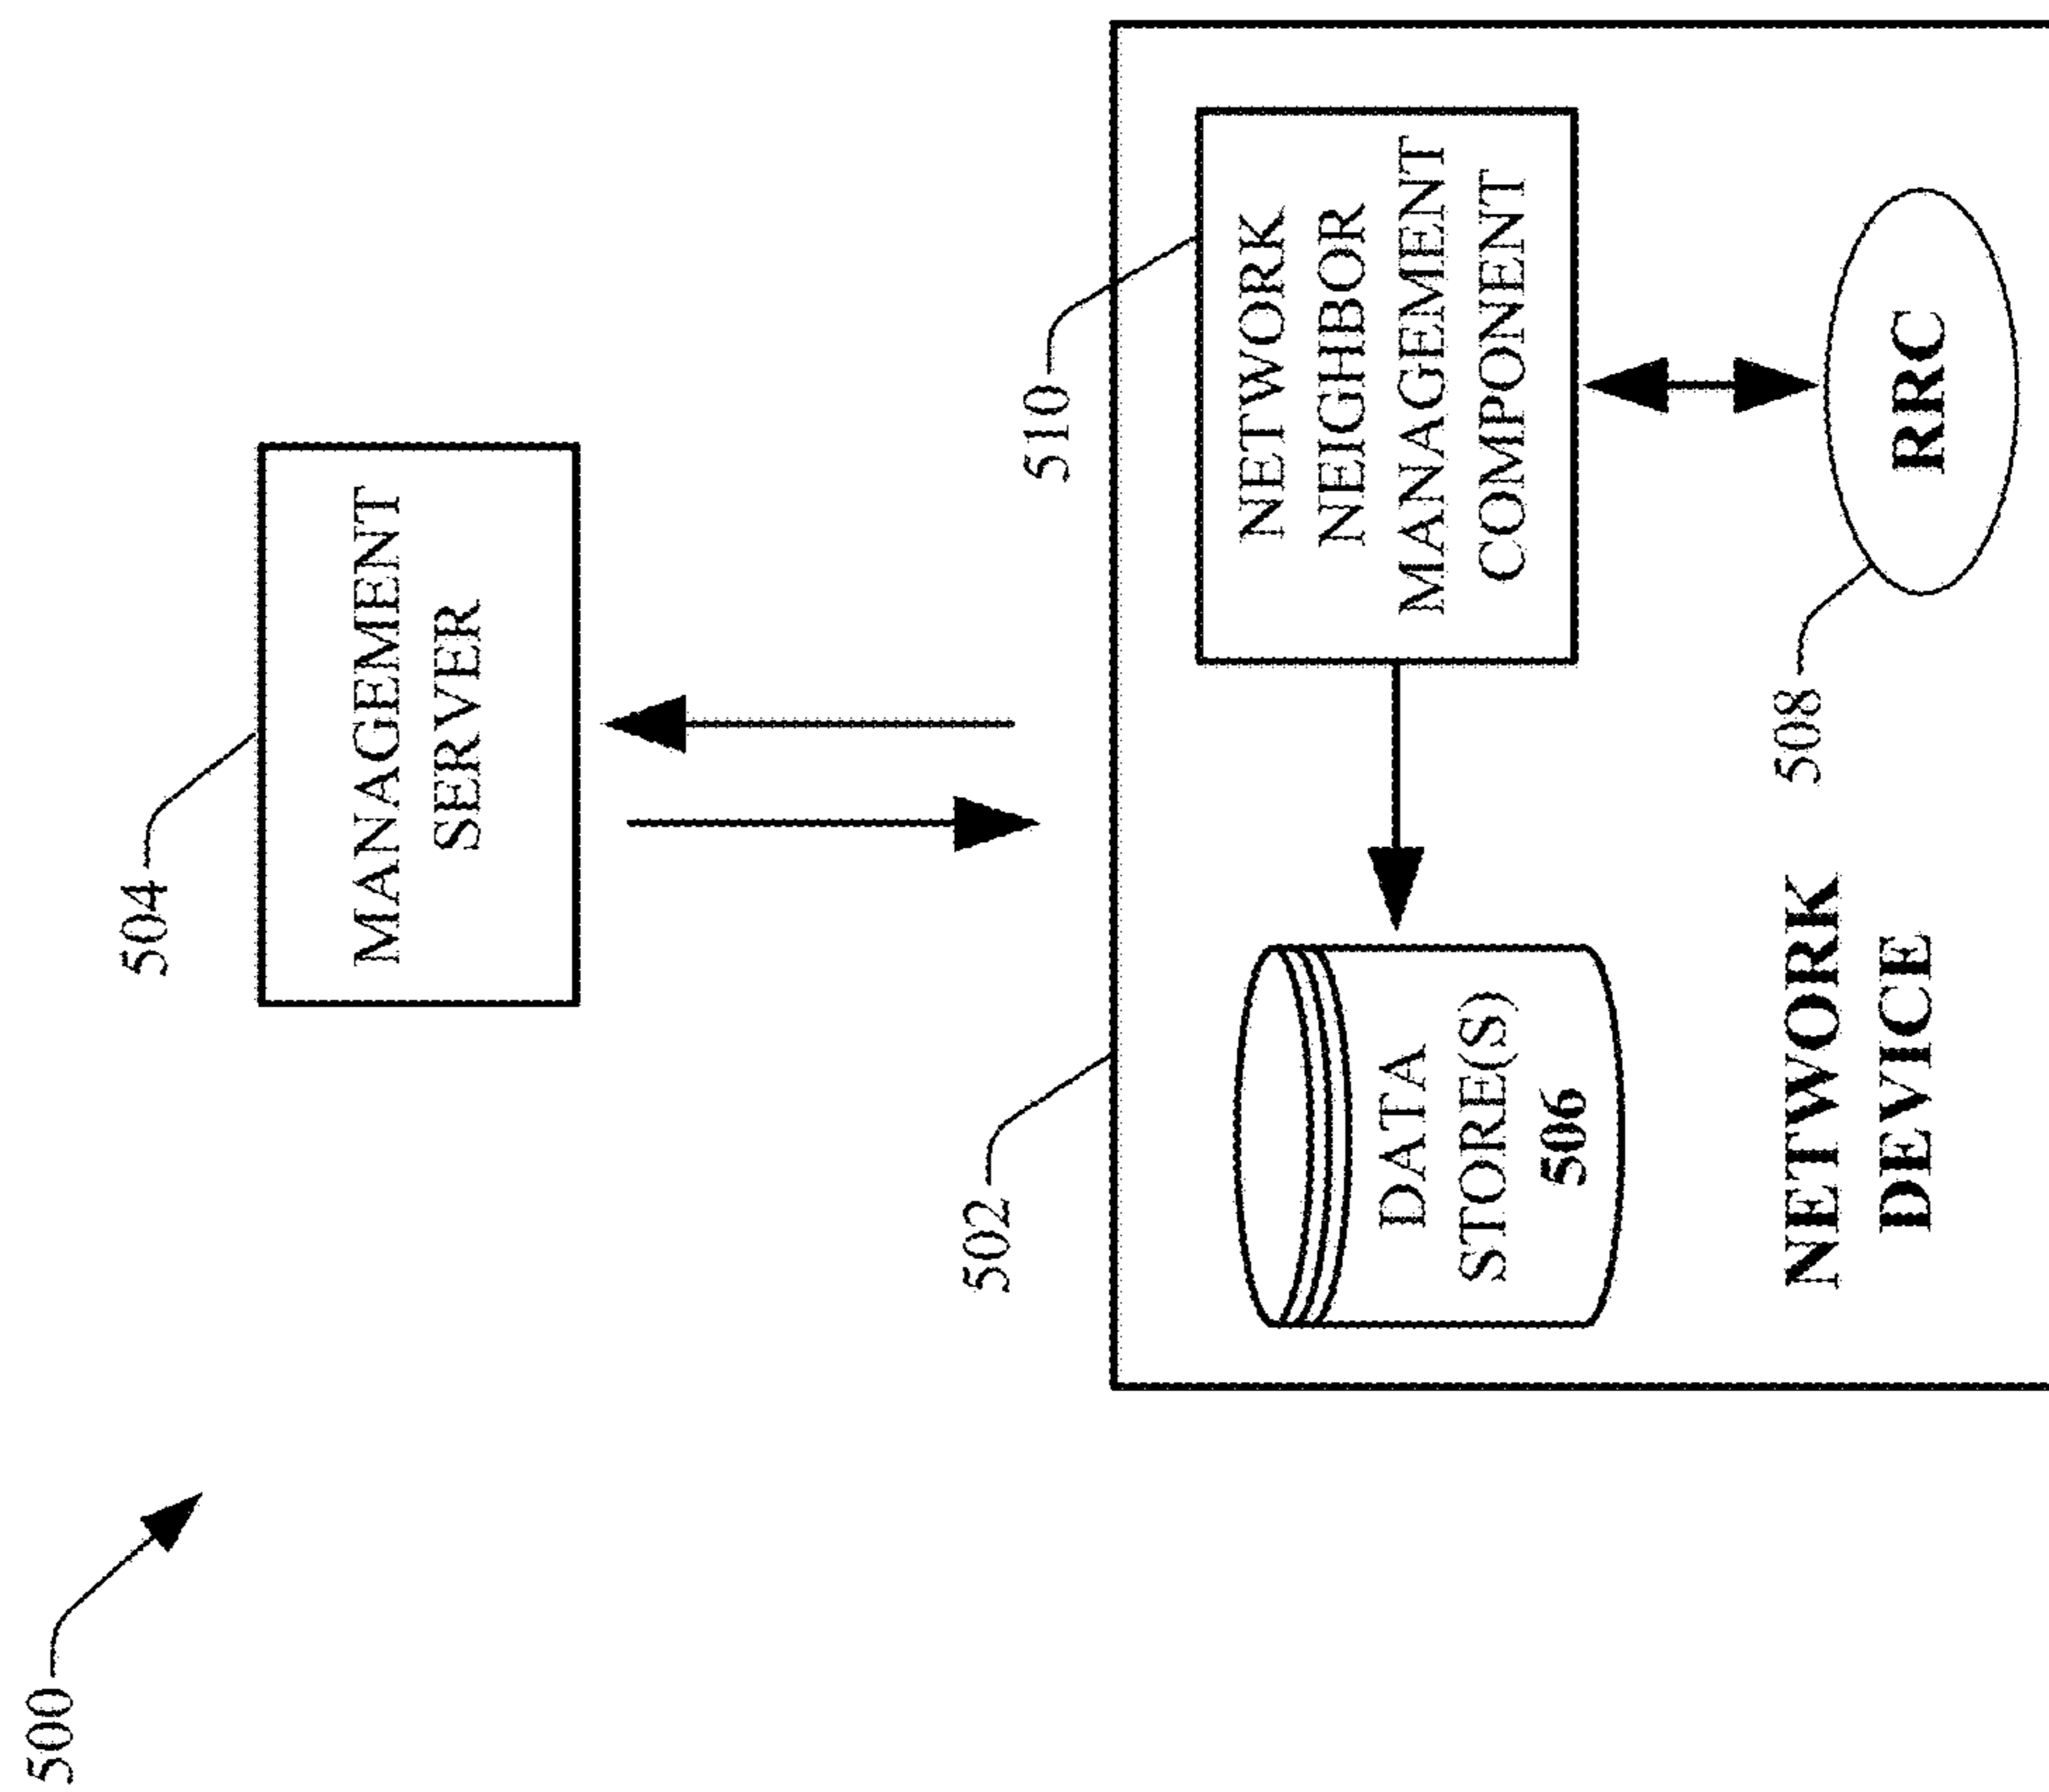 500
504
MANAGEMENT
SERVER
502
510
NETWORK
NEIGHBOR
MANAGEMENT
COMPONENT
DATA
STORE(S)
506
508
RRC
NETWORK
DEVICE